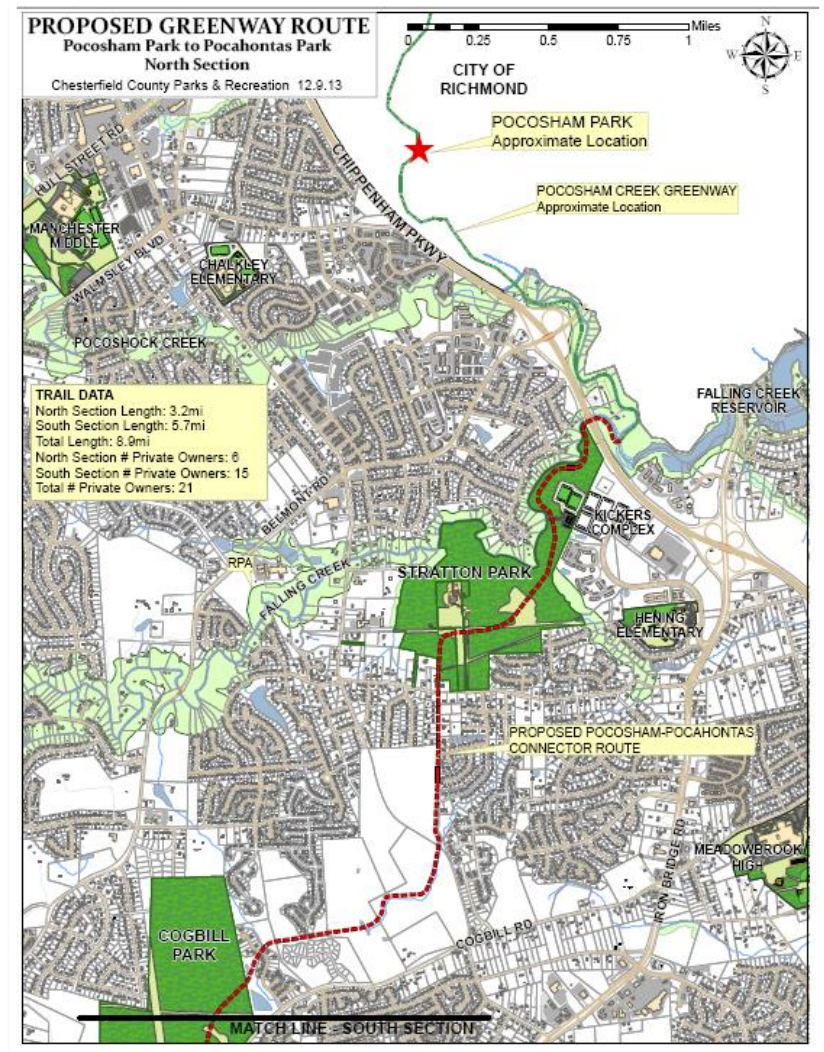 PROPOSED GREENWAY ROUTE
Pocosham Park to Pocahontas Park
North Section
Chesterfield County Parks & Recreation 12.9.13
Miles
0 0.25 0.5 0.75 1
N
W E
S
CITY OF
RICHMOND
POCOSHAM PARK
Approximate Location
HULL STREET RD
CHIPPENHAM PKWY
POCOSHAM CREEK GREENWAY
Approximate Location
MANCHESTER
MIDDLE
WALMSLEY BLVD
CHALKLEY
ELEMENTARY
POCOSHOCK CREEK
TRAIL DATA
North Section Length: 3.2mi
South Section Length: 5.7mi
Total Length: 8.9mi
North Section # Private Owners: 6
South Section # Private Owners: 15
Total # Private Owners: 21
FALLING CREEK
RESERVOIR
BELMONT RD
KICKERS
COMPLEX
RPA
FALLING CREEK
STRATTON PARK
HENING
ELEMENTARY
PROPOSED POCOSHAM-POCAHONTAS
CONNECTOR ROUTE
MEADOWBROOK
HIGH
IRON BRIDGE RD
COGBILL
PARK
COGBILL RD
MATCH LINE - SOUTH SECTION